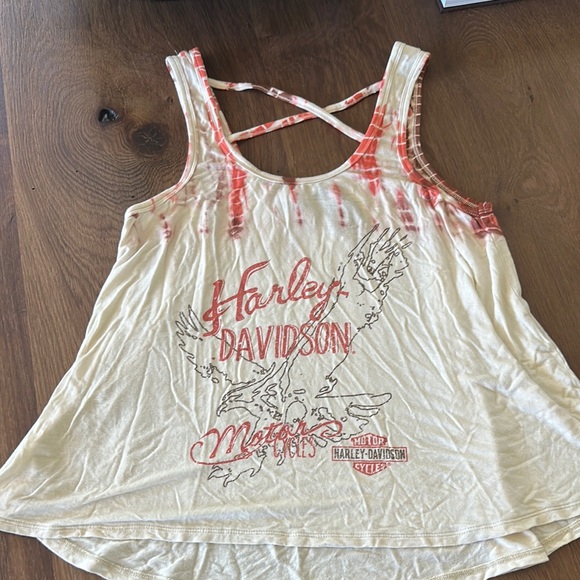 Harley
DAVIDSON
Motor
CYCLES
MOTOR
HARLEY-DAVIDSON
CYCLES